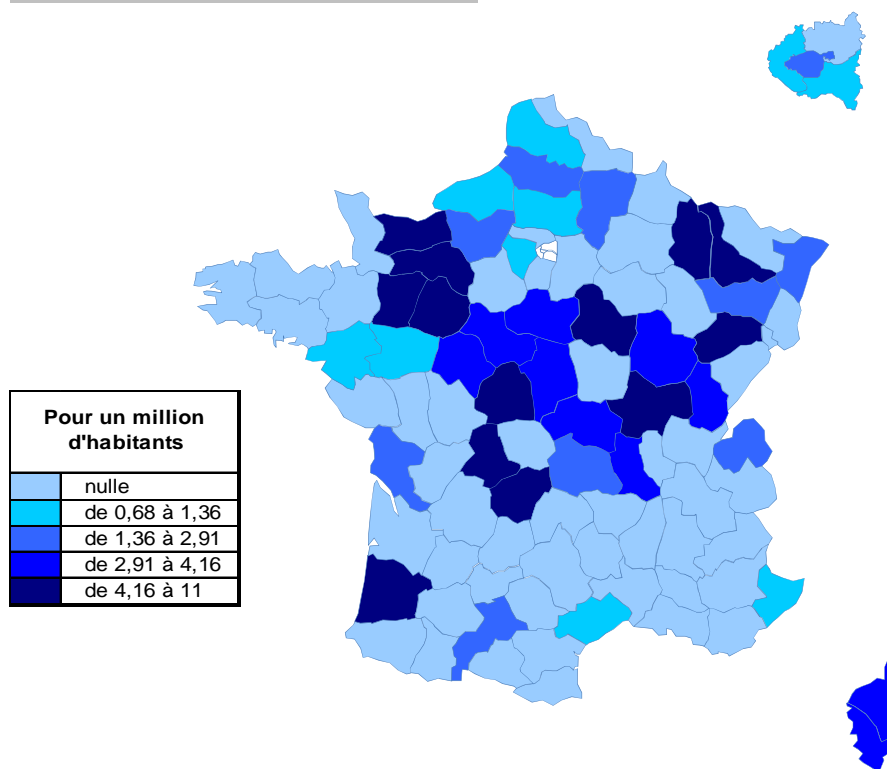 Pour un million
d'habitants
nulle
de 0,68 à 1,36
de 1,36 à 2,91
de 2,91 à 4,16
de 4,16 à 11